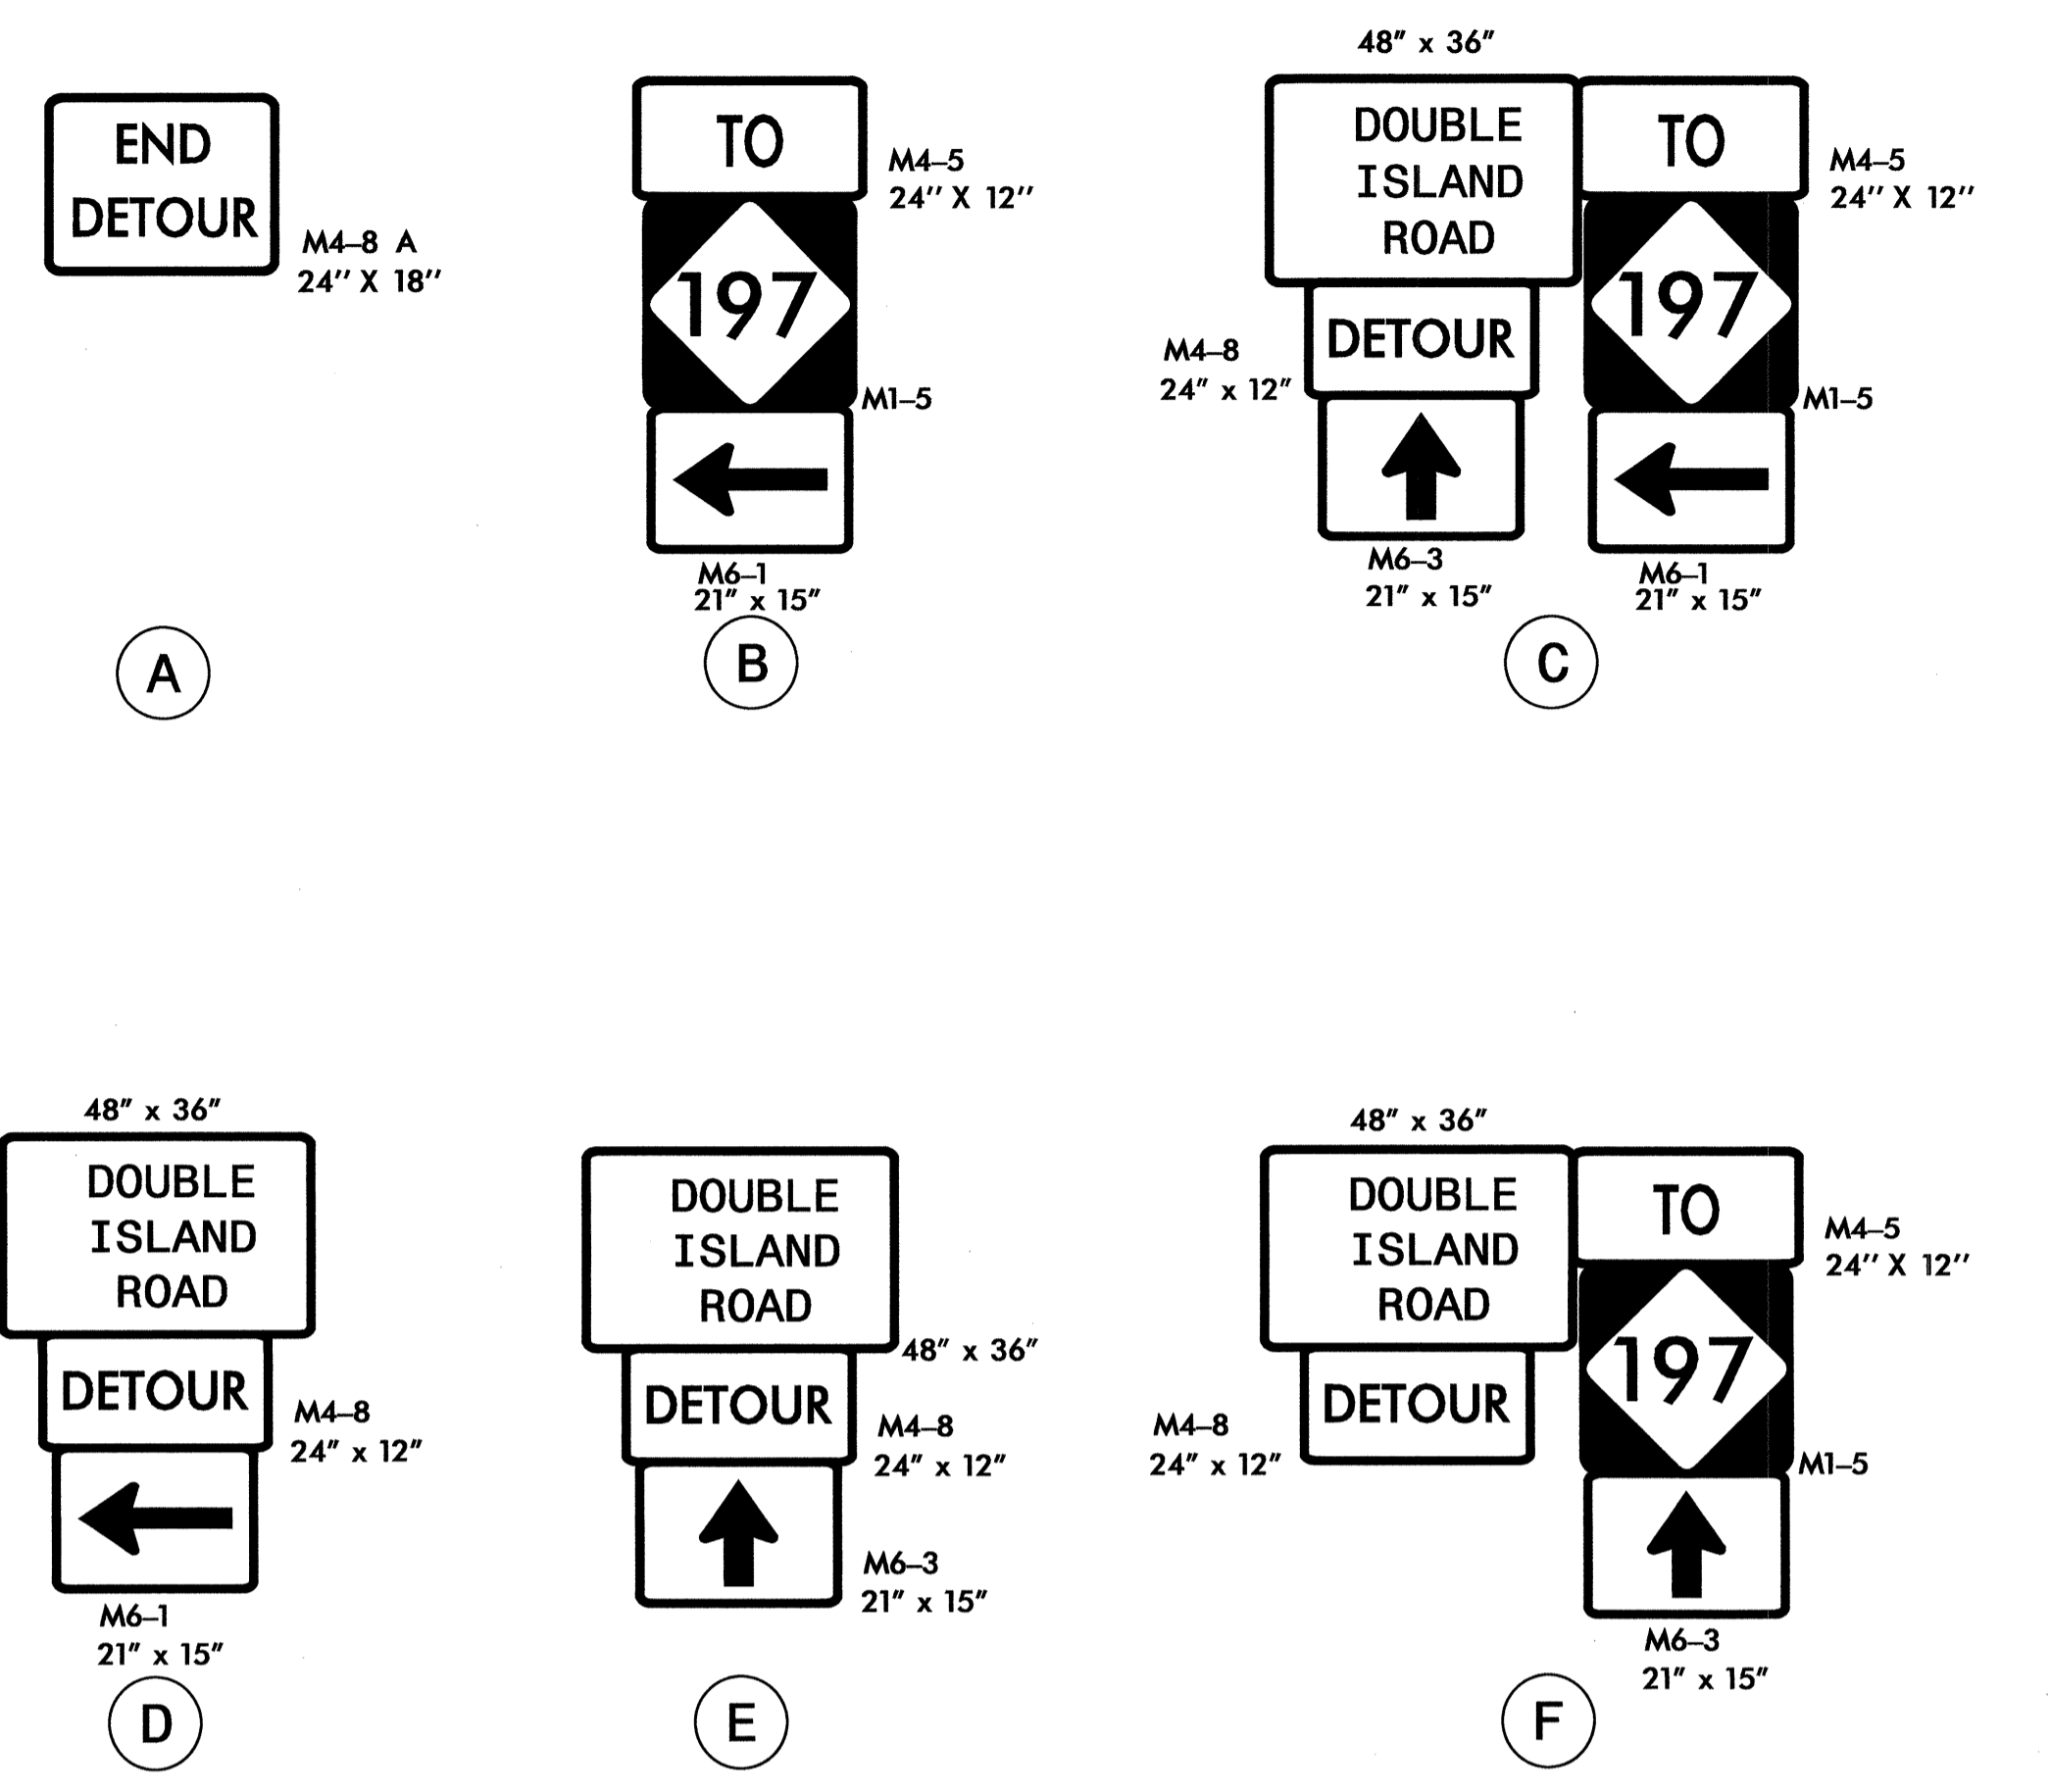 END
DETOUR
M4–8 A
24" X 18"
A
TO
M4–5
24" X 12"
197
M1–5
M6–1
21" x 15"
B
48" x 36"
DOUBLE
ISLAND
ROAD
M4–8
24" x 12"
DETOUR
M6–3
21" x 15"
TO
M4–5
24" X 12"
197
M1–5
M6–1
21" x 15"
C
48" x 36"
DOUBLE
ISLAND
ROAD
DETOUR
M4–8
24" x 12"
M6–1
21" x 15"
D
DOUBLE
ISLAND
ROAD
48" x 36"
DETOUR
M4–8
24" x 12"
M6–3
21" x 15"
E
48" x 36"
DOUBLE
ISLAND
ROAD
M4–8
24" x 12"
DETOUR
TO
M4–5
24" X 12"
197
M1–5
M6–3
21" x 15"
F